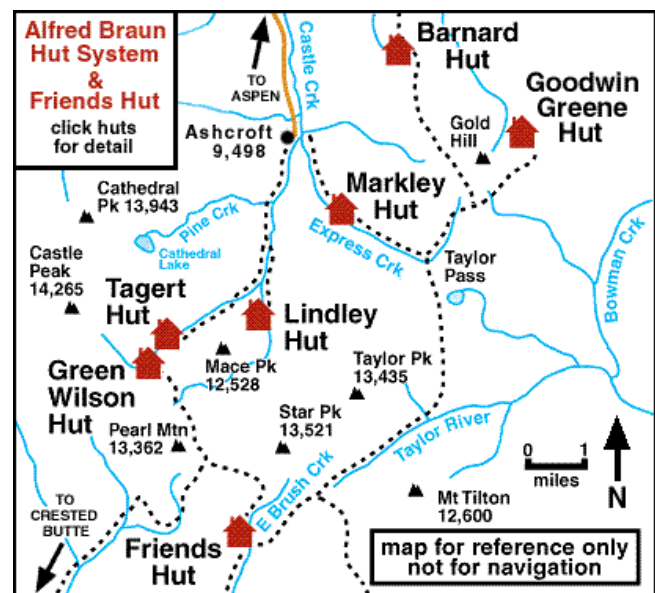 Alfred Braun
Hut System
&
Friends Hut
click huts
for detail
TO
ASPEN
Castle Crk
Barnard
Hut
Goodwin
Greene
Hut
Gold
Hill
Ashcroft
9,498
Markley
Hut
Cathedral
Pk 13,943
Pine Crk
Cathedral
Lake
Express Crk
Castle
Peak
14,265
Taylor
Pass
Bowman Crk
Tagert
Hut
Lindley
Hut
Green
Wilson
Hut
Mace Pk
12,528
Taylor Pk
13,435
Pearl Mtn
13,362
Star Pk
13,521
Taylor River
0 1
miles
N
E Brush Crk
Mt Tilton
12,600
TO
CRESTED
BUTTE
Friends
Hut
map for reference only
not for navigation